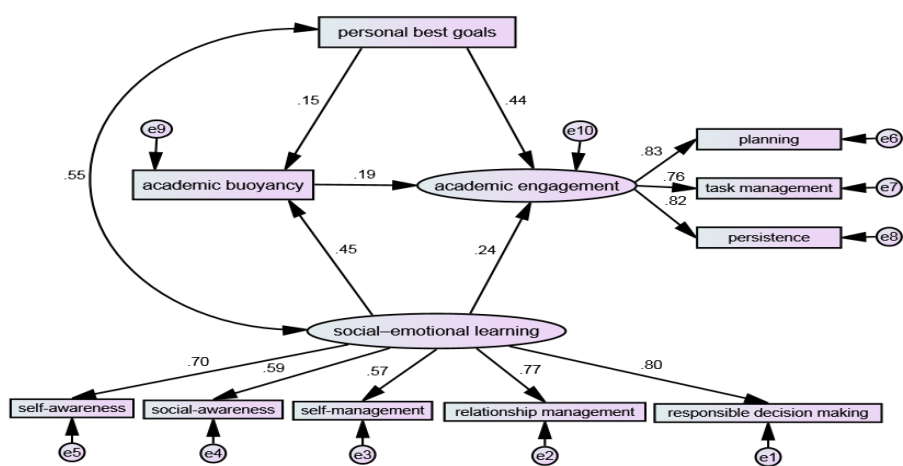 personal best goals
.15
.44
e9
e10
.55
academic buoyancy
.19
academic engagement
.83
.76
.82
planning
e6
task management
e7
persistence
e8
.45
.24
social–emotional learning
.70
.59
.57
.77
.80
self-awareness
social-awareness
self-management
relationship management
responsible decision making
e5
e4
e3
e2
e1